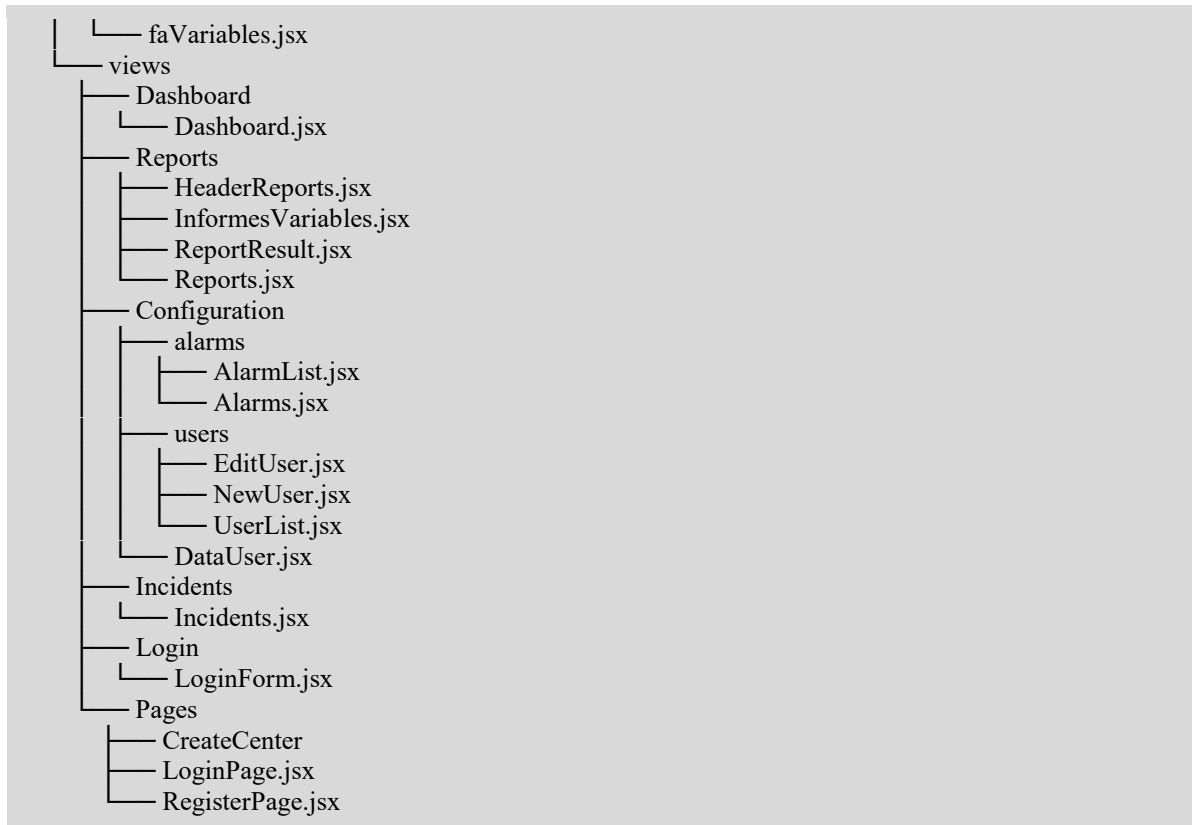 faVariables.jsx
views
Dashboard
Dashboard.jsx
Reports
HeaderReports.jsx
InformesVariables.jsx
ReportResult.jsx
Reports.jsx
Configuration
alarms
AlarmList.jsx
Alarms.jsx
users
EditUser.jsx
NewUser.jsx
UserList.jsx
DataUser.jsx
Incidents
Incidents.jsx
Login
LoginForm.jsx
Pages
CreateCenter
LoginPage.jsx
RegisterPage.jsx